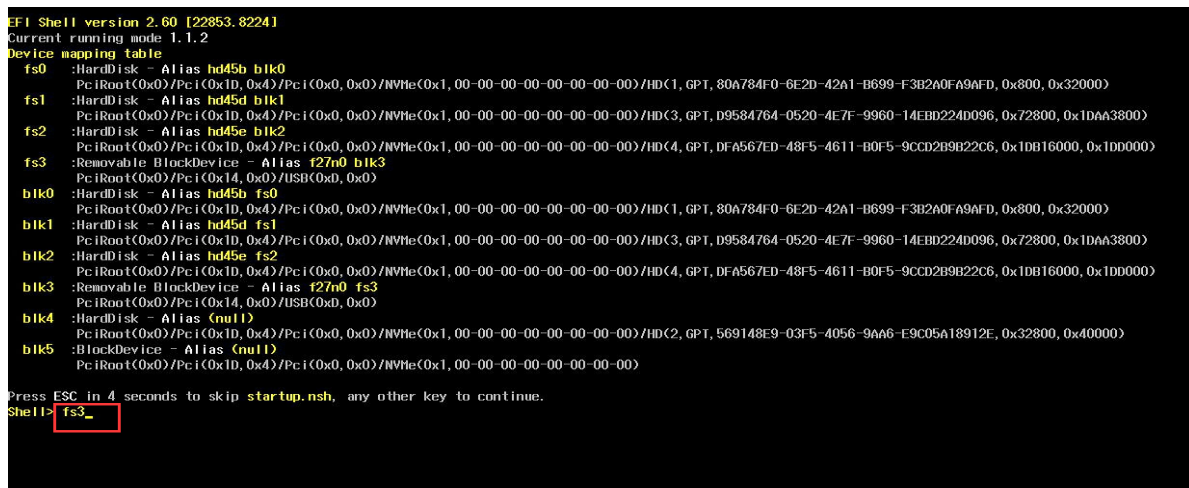 EFI Shell version 2.60 [22853.8224]
Current running mode 1.1.2
Device mapping table
fs0 :HardDisk - Alias hd45b blk0
PciRoot(0x0)/Pci(0x1D,0x4)/Pci(0x0,0x0)/NVMe(0x1,00-00-00-00-00-00-00-00)/HD(1,GPT,80A784F0-6E2D-42A1-B699-F3B2A0FA9AFD,0x800,0x32000)
fs1 :HardDisk - Alias hd45d blk1
PciRoot(0x0)/Pci(0x1D,0x4)/Pci(0x0,0x0)/NVMe(0x1,00-00-00-00-00-00-00-00)/HD(3,GPT,D9584764-0520-4E7F-9960-14EBD224D096,0x72800,0x1DAA3800)
fs2 :HardDisk - Alias hd45e blk2
PciRoot(0x0)/Pci(0x1D,0x4)/Pci(0x0,0x0)/NVMe(0x1,00-00-00-00-00-00-00-00)/HD(4,GPT,DFA567ED-48F5-4611-B0F5-9CCD2B9B22C6,0x1DB16000,0x1DD000)
fs3 :Removable BlockDevice - Alias f27n0 blk3
PciRoot(0x0)/Pci(0x14,0x0)/USB(0xD,0x0)
blk0 :HardDisk - Alias hd45b fs0
PciRoot(0x0)/Pci(0x1D,0x4)/Pci(0x0,0x0)/NVMe(0x1,00-00-00-00-00-00-00-00)/HD(1,GPT,80A784F0-6E2D-42A1-B699-F3B2A0FA9AFD,0x800,0x32000)
blk1 :HardDisk - Alias hd45d fs1
PciRoot(0x0)/Pci(0x1D,0x4)/Pci(0x0,0x0)/NVMe(0x1,00-00-00-00-00-00-00-00)/HD(3,GPT,D9584764-0520-4E7F-9960-14EBD224D096,0x72800,0x1DAA3800)
blk2 :HardDisk - Alias hd45e fs2
PciRoot(0x0)/Pci(0x1D,0x4)/Pci(0x0,0x0)/NVMe(0x1,00-00-00-00-00-00-00-00)/HD(4,GPT,DFA567ED-48F5-4611-B0F5-9CCD2B9B22C6,0x1DB16000,0x1DD000)
blk3 :Removable BlockDevice - Alias f27n0 fs3
PciRoot(0x0)/Pci(0x14,0x0)/USB(0xD,0x0)
blk4 :HardDisk - Alias (null)
PciRoot(0x0)/Pci(0x1D,0x4)/Pci(0x0,0x0)/NVMe(0x1,00-00-00-00-00-00-00-00)/HD(2,GPT,569148E9-03F5-4056-9AA6-E9C05A18912E,0x32800,0x40000)
blk5 :BlockDevice - Alias (null)
PciRoot(0x0)/Pci(0x1D,0x4)/Pci(0x0,0x0)/NVMe(0x1,00-00-00-00-00-00-00-00)
Press ESC in 4 seconds to skip startup.nsh, any other key to continue.
Shell> fs3_